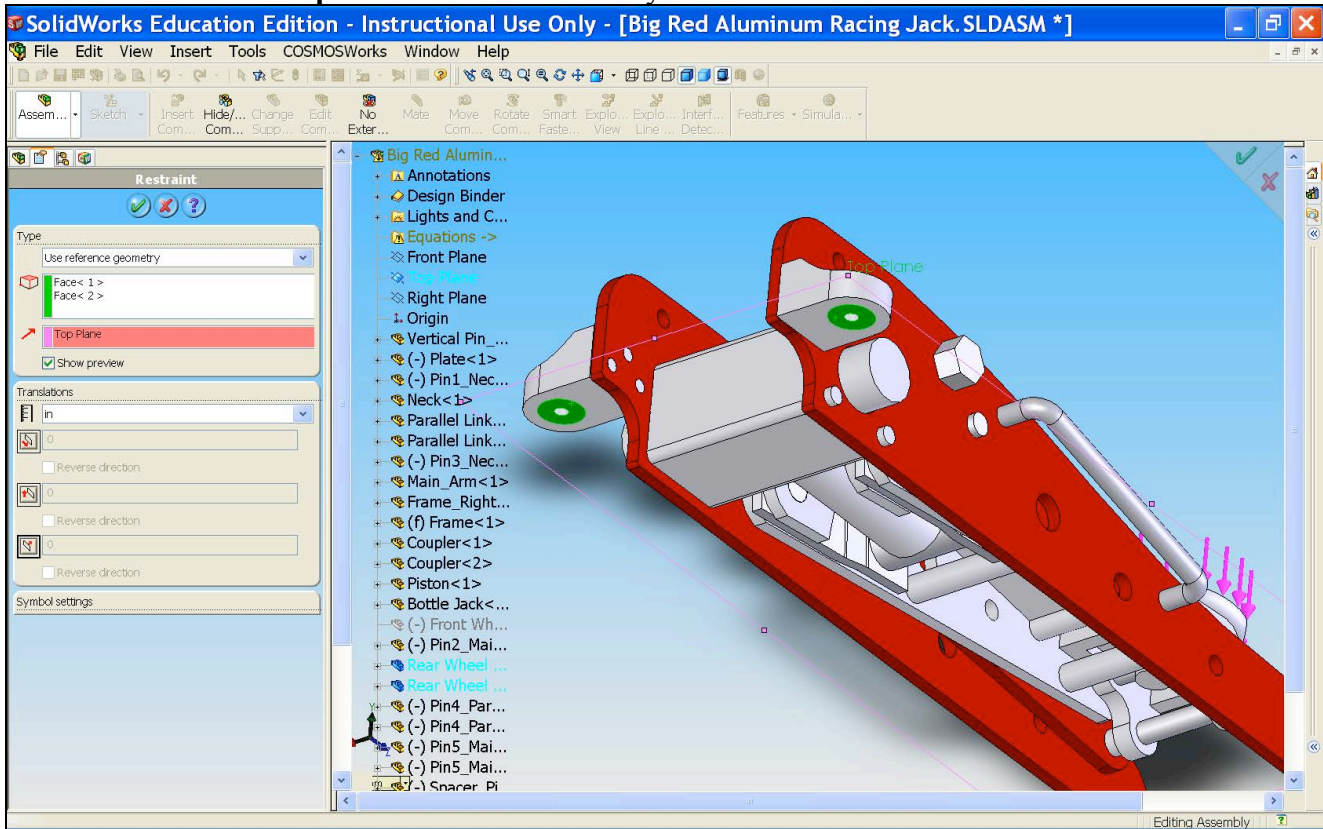 SolidWorks Education Edition - Instructional Use Only - [Big Red Aluminum Racing Jack.SLDASM *]
File Edit View Insert Tools COSMOSWorks Window Help
Assem... Sketch Insert Com... Hide/... Com... Change Supp... Edit Com... No Exter... Mate Move Com... Rotate Com... Smart Faste... Explo... View Explo... Line ... Interf... Detec... Features Simula...
Restraint
Type
Use reference geometry
Face< 1 >
Face< 2 >
Top Plane
Show preview
Translations
in
0
Reverse direction
0
Reverse direction
0
Reverse direction
Symbol settings
Big Red Alumin...
Annotations
Design Binder
Lights and C...
Equations ->
Front Plane
Top Plane
Right Plane
Origin
Vertical Pin_...
(-) Plate<1>
(-) Pin1_Nec...
Neck<1>
Parallel Link...
Parallel Link...
(-) Pin3_Nec...
Main_Arm<1>
Frame_Right...
(f) Frame<1>
Coupler<1>
Coupler<2>
Piston<1>
Bottle Jack<...
(-) Front Wh...
(-) Pin2_Mai...
Rear Wheel ...
Rear Wheel ...
(-) Pin4_Par...
(-) Pin4_Par...
(-) Pin5_Mai...
(-) Pin5_Mai...
(-) Spacer_Pi
Top Plane
Editing Assembly